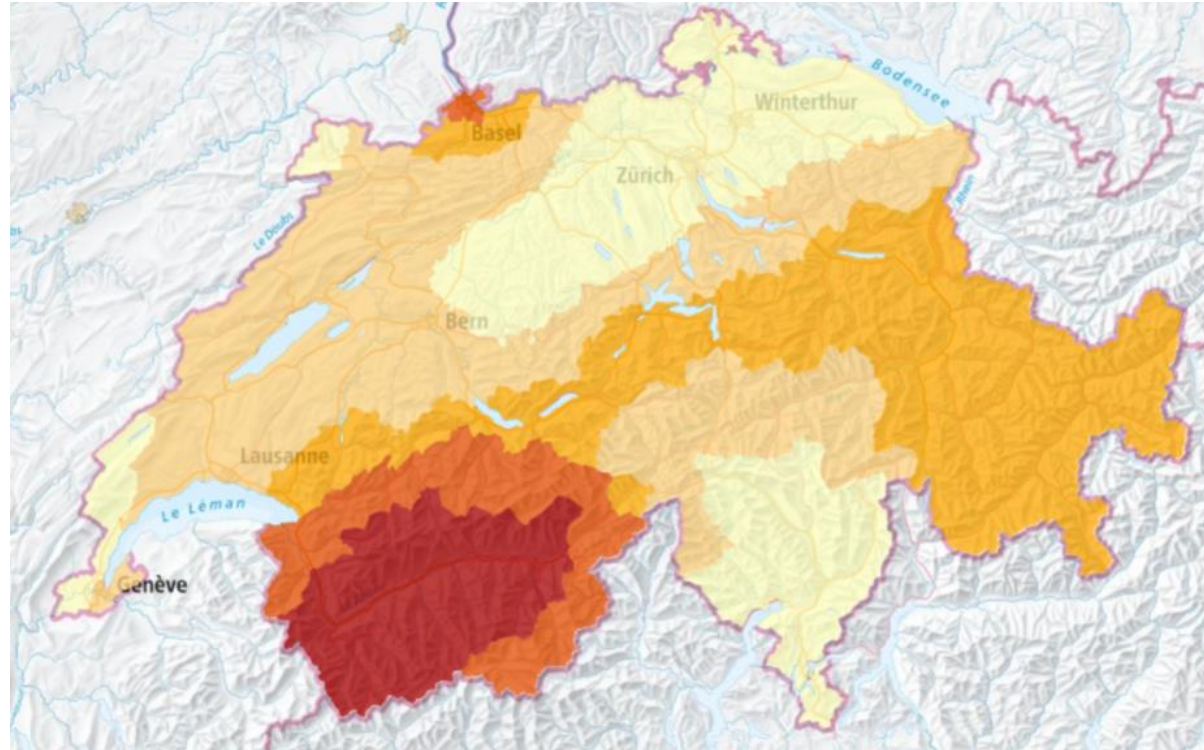 Bodensee
Winterthur
Basel
Zürich
Rhein
Le Doubs
Bern
Lausanne
Le Léman
Genève